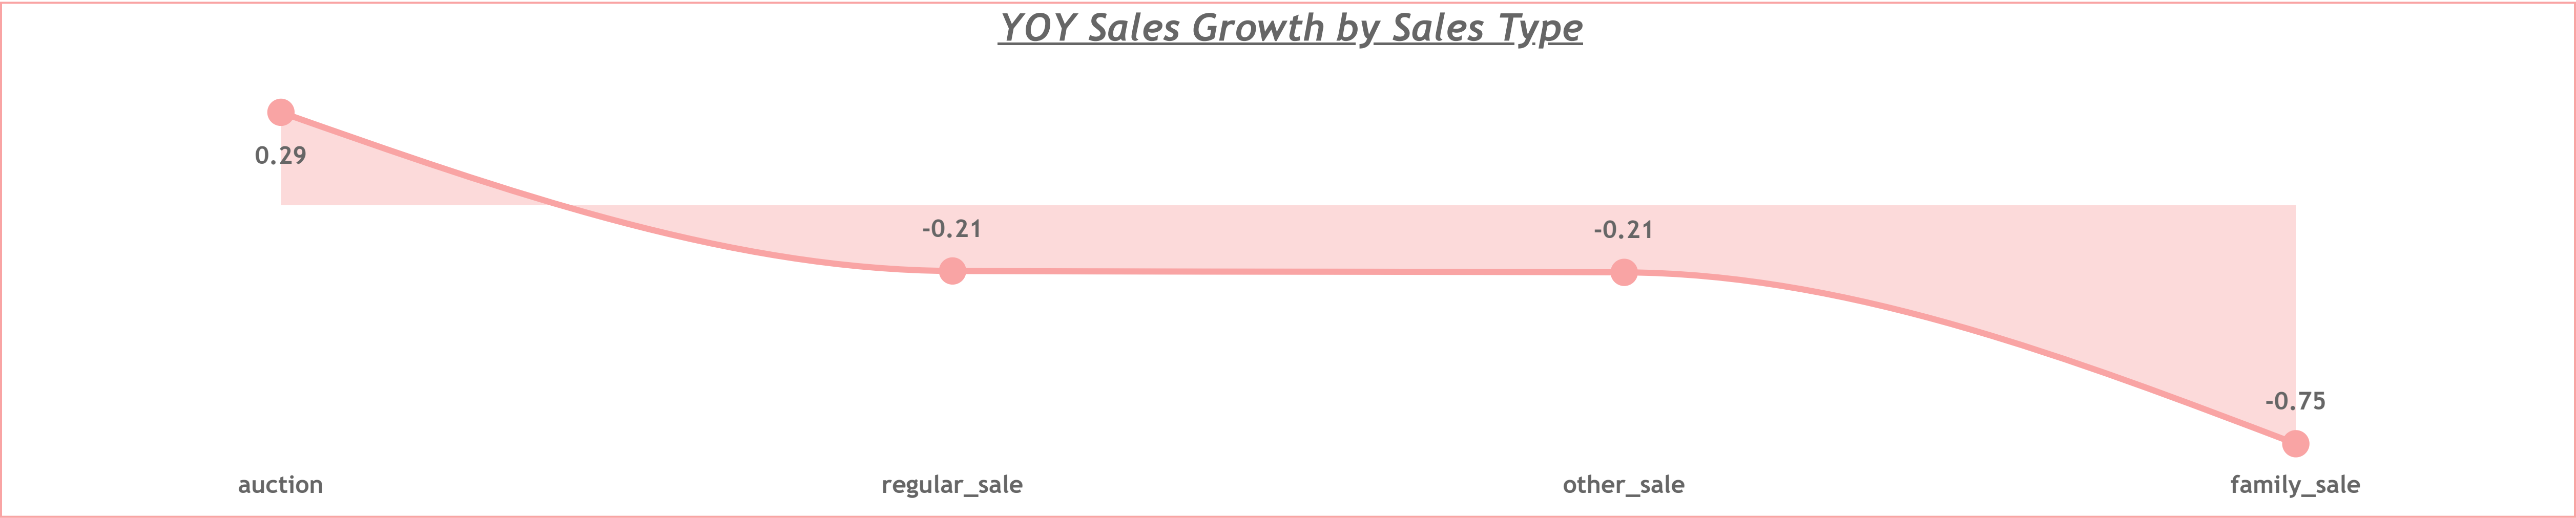 YOY Sales Growth by Sales Type
0.29
-0.21
-0.21
-0.75
auction
regular_sale
other_sale
family_sale